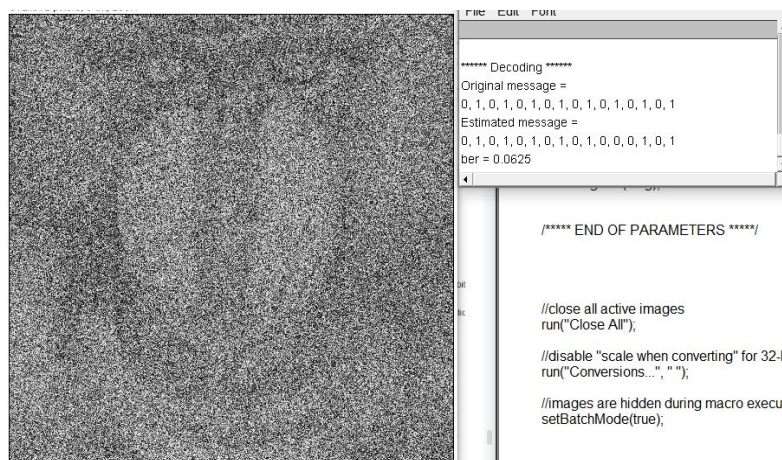 File Edit Font
****** Decoding ******
Original message =
0, 1, 0, 1, 0, 1, 0, 1, 0, 1, 0, 1, 0, 1, 0, 1
Estimated message =
0, 1, 0, 1, 0, 1, 0, 1, 0, 1, 0, 0, 0, 1, 0, 1
ber = 0.0625
/***** END OF PARAMETERS *****/
//close all active images
run("Close All");
//disable "scale when converting" for 32-
run("Conversions...", " ");
//images are hidden during macro execu
setBatchMode(true);